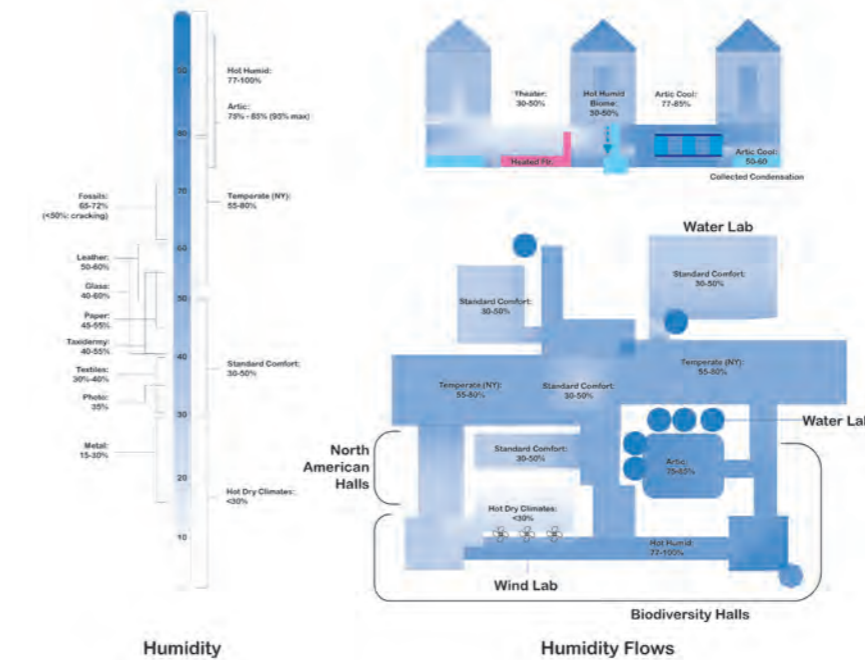 90
80
70
60
50
40
30
20
10
Hot Humid:
77-100%
Artic:
75% - 85% (95% max)
Temperate (NY):
55-80%
Standard Comfort:
30-50%
Hot Dry Climates:
<30%
Fossils:
65-72%
(<50%: cracking)
Leather:
50-60%
Glass:
40-60%
Paper:
45-55%
Taxidermy:
40-55%
Textiles:
30%-40%
Photo:
35%
Metal:
15-30%
Humidity
Theater:
30-50%
Hot Humid
Biome:
30-50%
Artic Cool:
77-85%
Heated Flr.
Artic Cool:
50-60
Collected Condensation
Water Lab
Standard Comfort:
30-50%
Standard Comfort:
30-50%
Temperate (NY):
55-80%
Standard Comfort:
30-50%
Temperate (NY):
55-80%
Water Lab
North
American
Halls
Standard Comfort:
30-50%
Artic:
75-85%
Hot Dry Climates:
<30%
Hot Humid:
77-100%
Wind Lab
Biodiversity Halls
Humidity Flows